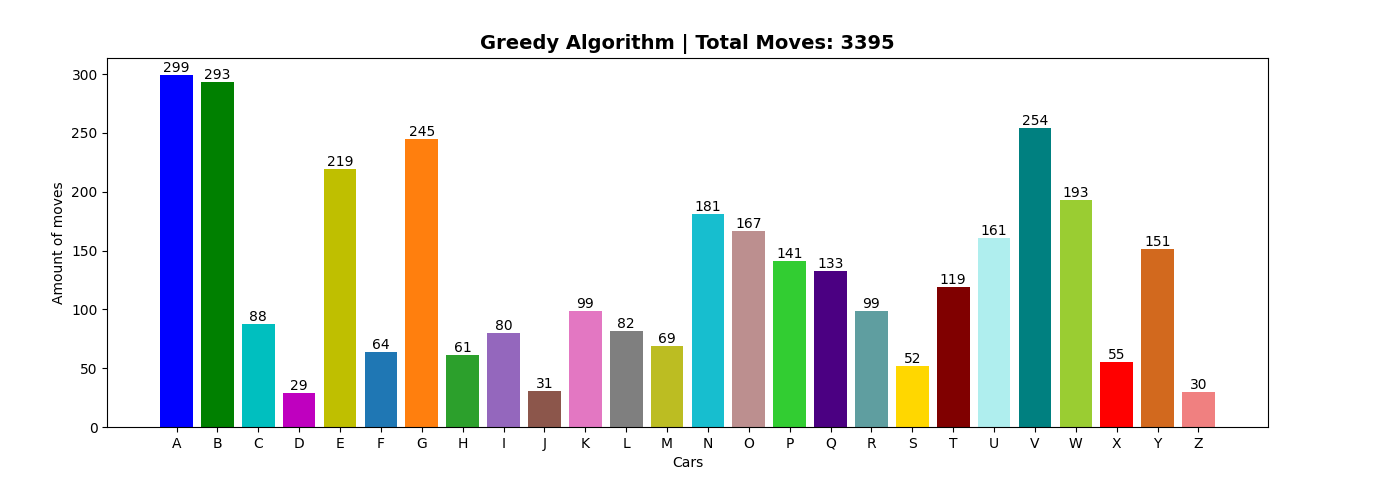 Greedy Algorithm | Total Moves: 3395
300
250
200
150
100
50
0
Amount of moves
299 293 88 29 219 64 245 61 80 31 99 82 69 181 167 141 133 99 52 119 161 254 193 55 151 30
A B C D E F G H I J K L M N O P Q R S T U V W X Y Z
Cars